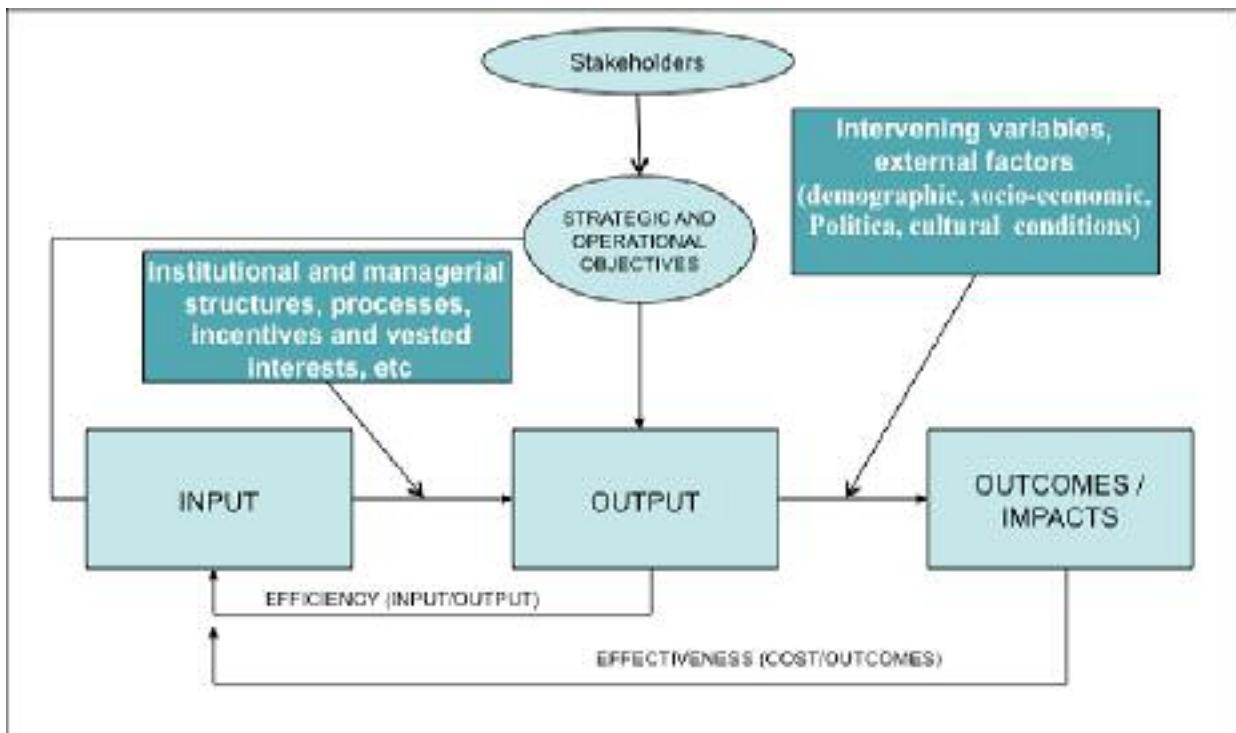 Stakeholders
Intervening variables,
external factors
(demographic, socio-economic,
Politica, cultural conditions)
STRATEGIC AND
OPERATIONAL
OBJECTIVES
Institutional and managerial
structures, processes,
incentives and vested
interests, etc
INPUT
OUTPUT
OUTCOMES /
IMPACTS
EFFICIENCY (INPUT/OUTPUT)
EFFECTIVENESS (COST/OUTCOMES)